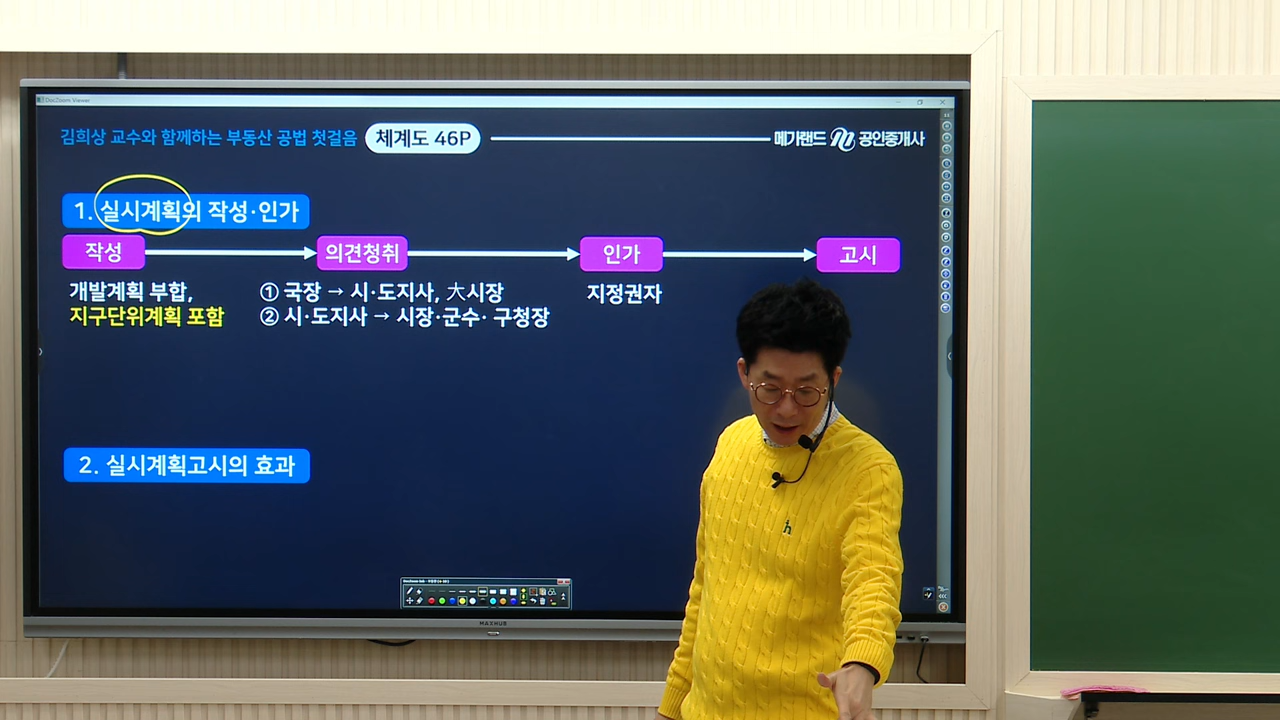 DocZoom Viewer
김희상 교수와 함께하는 부동산 공법 첫걸음 체계도 46P 메가랜드 공인중개사
1. 실시계획의 작성·인가
작성 → 의견청취 → 인가 → 고시
개발계획 부합, ① 국장 → 시·도지사, 大시장 지정권자
지구단위계획 포함 ② 시·도지사 → 시장·군수· 구청장
2. 실시계획고시의 효과
MAXHUB